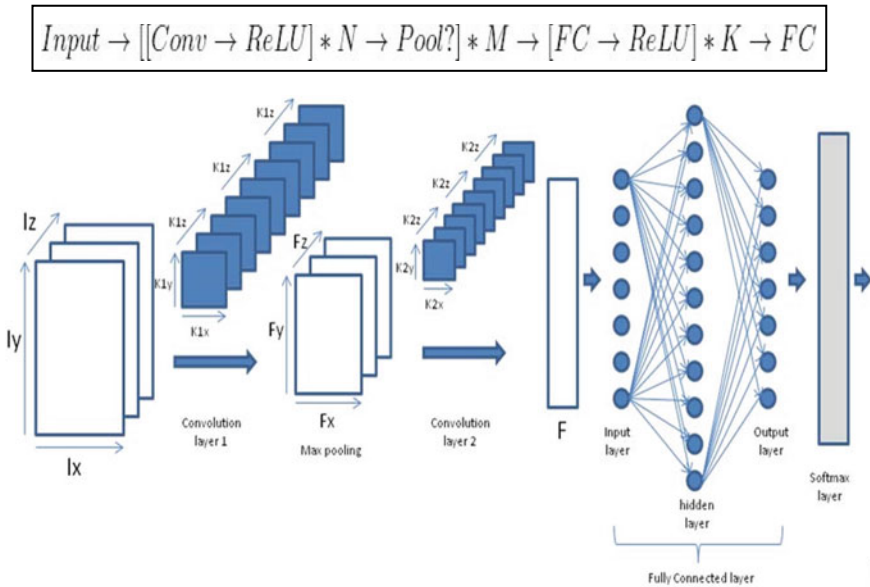 Input → [[Conv → ReLU] * N → Pool?] * M → [FC → ReLU] * K → FC
K1z
K1z
K1z
K1z
K1y
K1x
K2z
K2z
K2z
K2z
K2y
K2x
Iz
Iy
Ix
Fz
Fy
Fx
F
Convolution
layer 1
Max pooling
Convolution
layer 2
Input
layer
hidden
layer
Output
layer
Softmax
layer
Fully Connected layer